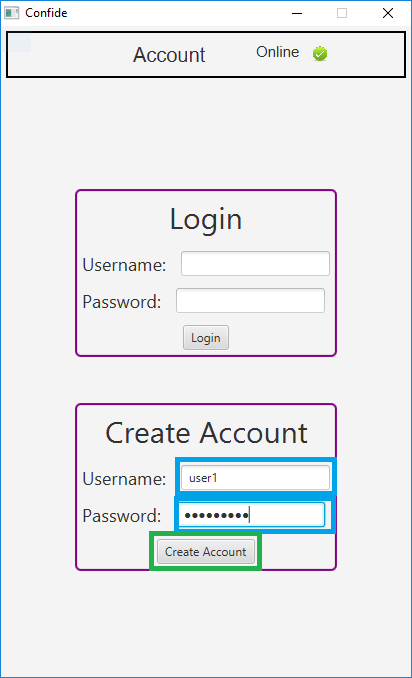 Confide
Account Online
Login
Username:
Password:
Login
Create Account
Username: user1
Password: •••••••••
Create Account